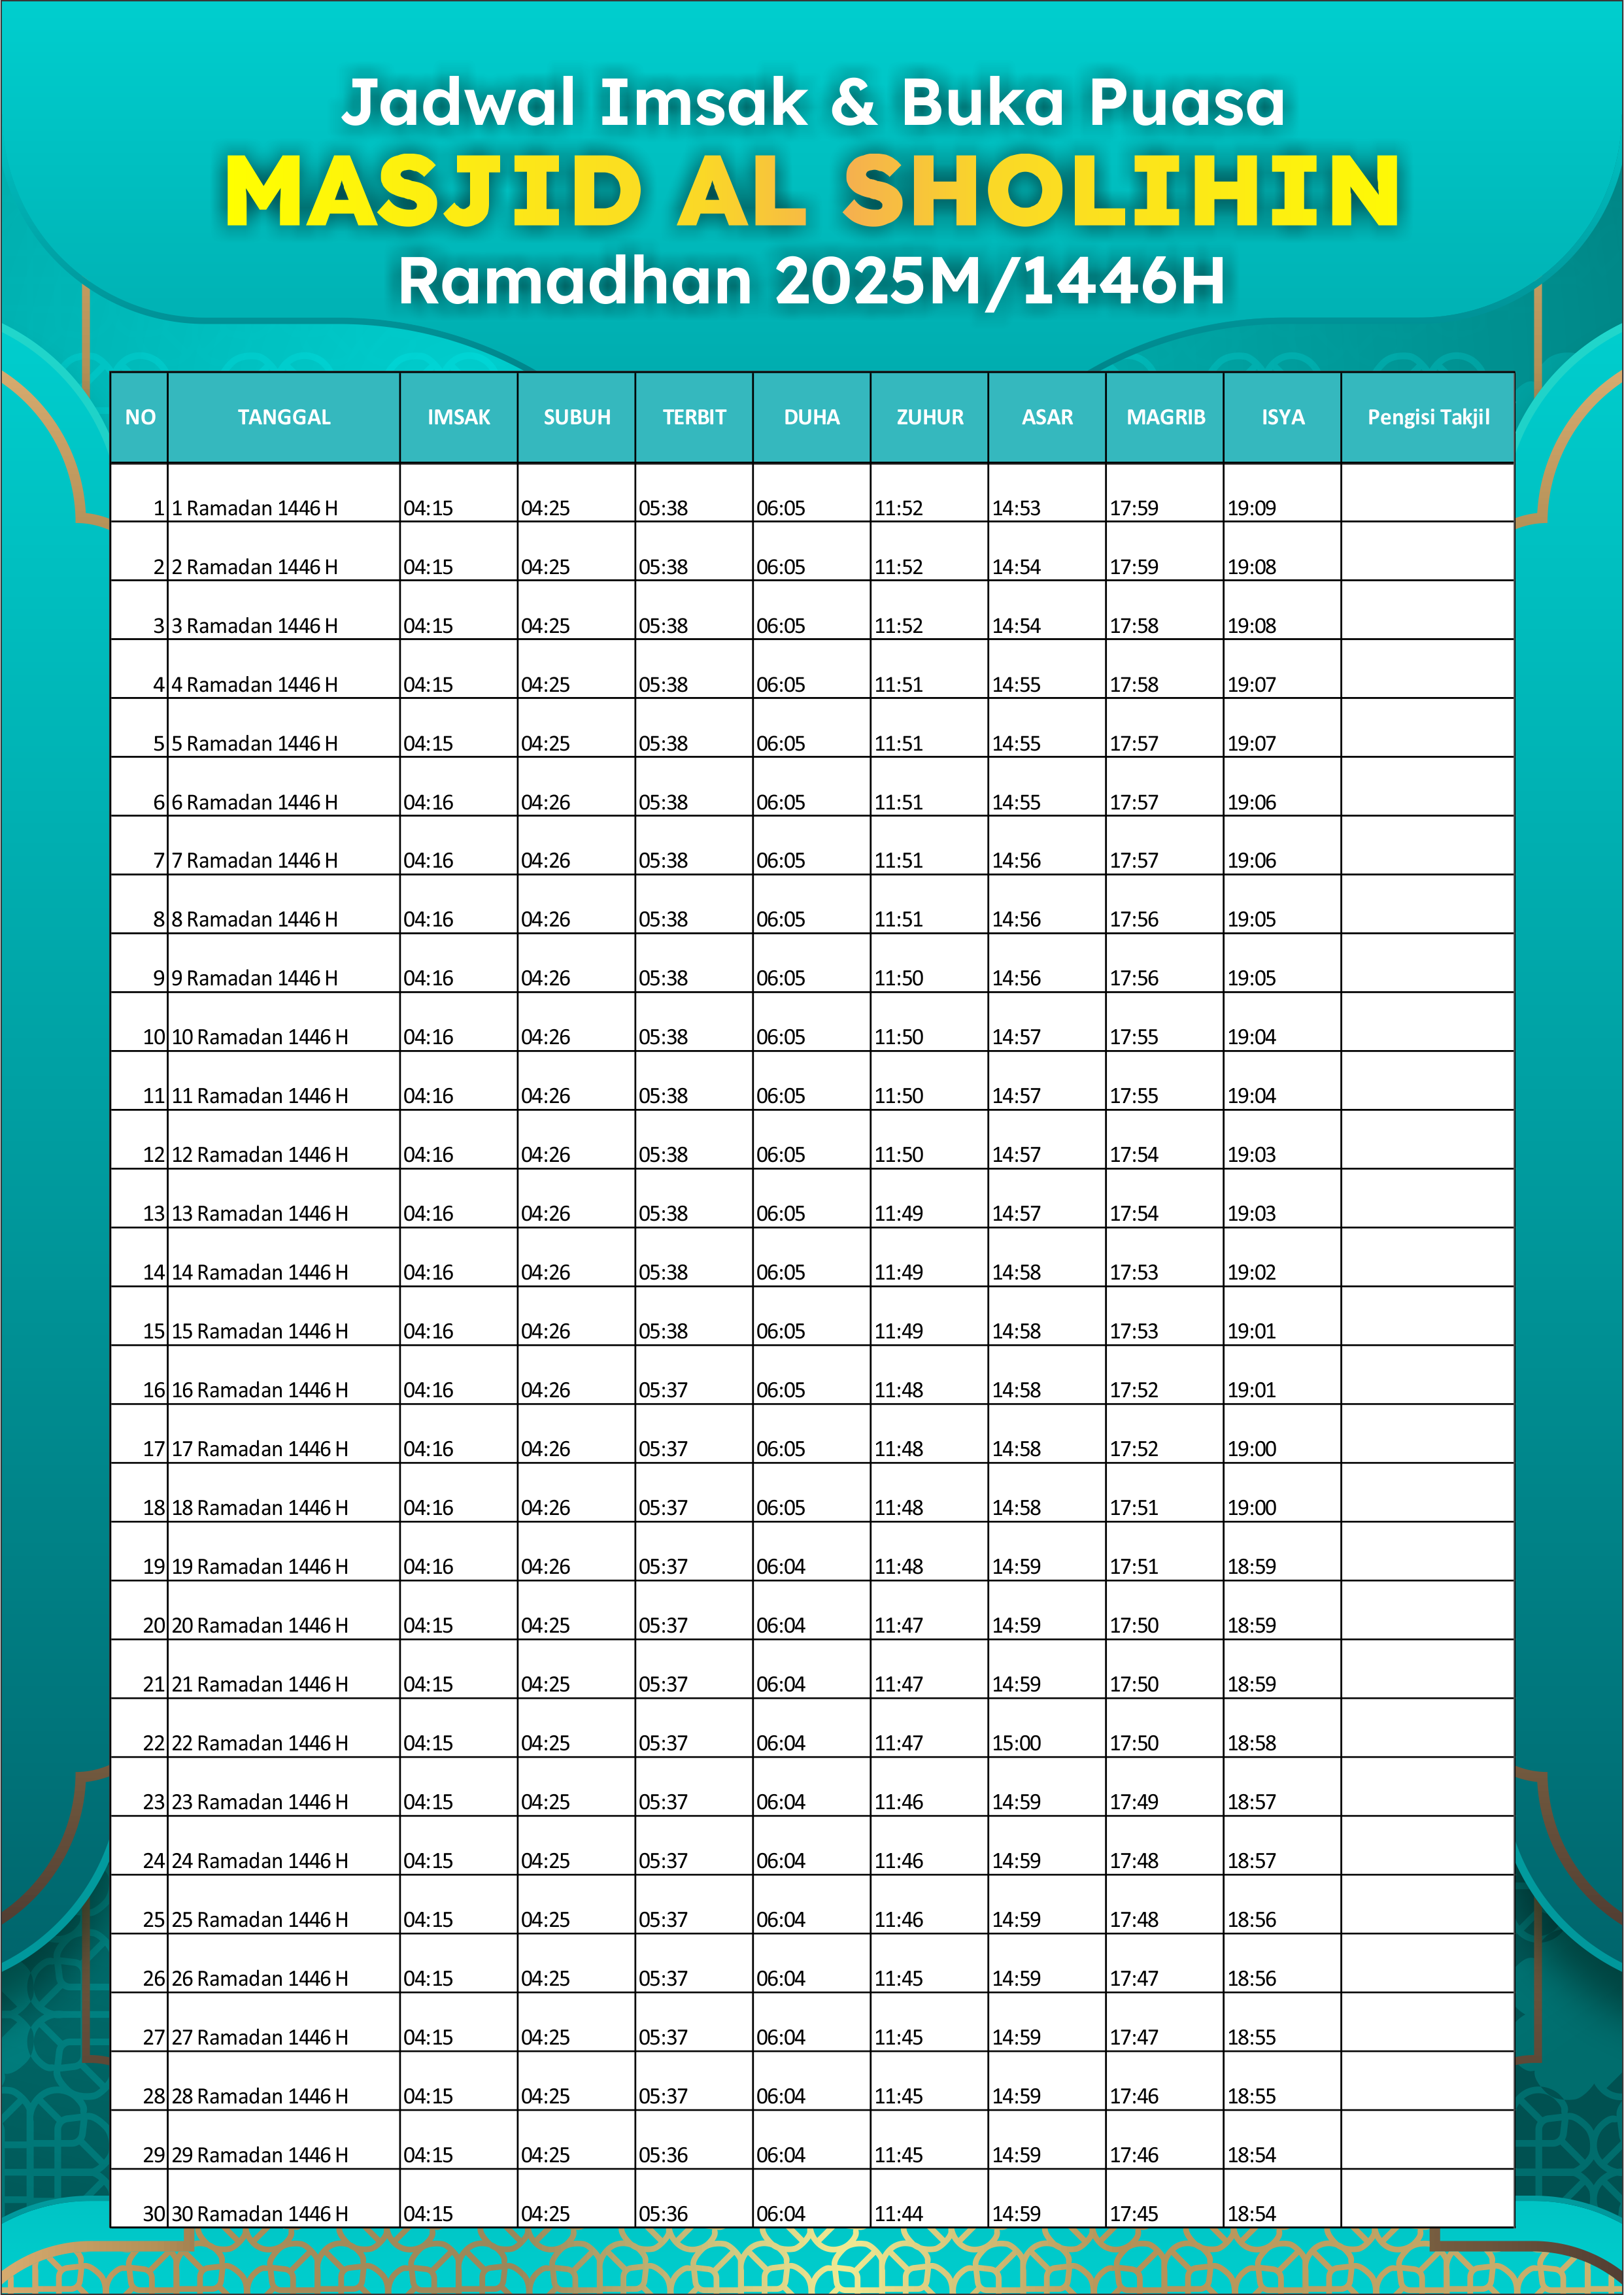 Jadwal Imsak & Buka Puasa
MASJID AL SHOLIHIN
Ramadhan 2025M/1446H
NO TANGGAL IMSAK SUBUH TERBIT DUHA ZUHUR ASAR MAGRIB ISYA Pengisi Takjil
1 1 Ramadan 1446 H 04:15 04:25 05:38 06:05 11:52 14:53 17:59 19:09
2 2 Ramadan 1446 H 04:15 04:25 05:38 06:05 11:52 14:54 17:59 19:08
3 3 Ramadan 1446 H 04:15 04:25 05:38 06:05 11:52 14:54 17:58 19:08
4 4 Ramadan 1446 H 04:15 04:25 05:38 06:05 11:51 14:55 17:58 19:07
5 5 Ramadan 1446 H 04:15 04:25 05:38 06:05 11:51 14:55 17:57 19:07
6 6 Ramadan 1446 H 04:16 04:26 05:38 06:05 11:51 14:55 17:57 19:06
7 7 Ramadan 1446 H 04:16 04:26 05:38 06:05 11:51 14:56 17:57 19:06
8 8 Ramadan 1446 H 04:16 04:26 05:38 06:05 11:51 14:56 17:56 19:05
9 9 Ramadan 1446 H 04:16 04:26 05:38 06:05 11:50 14:56 17:56 19:05
10 10 Ramadan 1446 H 04:16 04:26 05:38 06:05 11:50 14:57 17:55 19:04
11 11 Ramadan 1446 H 04:16 04:26 05:38 06:05 11:50 14:57 17:55 19:04
12 12 Ramadan 1446 H 04:16 04:26 05:38 06:05 11:50 14:57 17:54 19:03
13 13 Ramadan 1446 H 04:16 04:26 05:38 06:05 11:49 14:57 17:54 19:03
14 14 Ramadan 1446 H 04:16 04:26 05:38 06:05 11:49 14:58 17:53 19:02
15 15 Ramadan 1446 H 04:16 04:26 05:38 06:05 11:49 14:58 17:53 19:01
16 16 Ramadan 1446 H 04:16 04:26 05:37 06:05 11:48 14:58 17:52 19:01
17 17 Ramadan 1446 H 04:16 04:26 05:37 06:05 11:48 14:58 17:52 19:00
18 18 Ramadan 1446 H 04:16 04:26 05:37 06:05 11:48 14:58 17:51 19:00
19 19 Ramadan 1446 H 04:16 04:26 05:37 06:04 11:48 14:59 17:51 18:59
20 20 Ramadan 1446 H 04:15 04:25 05:37 06:04 11:47 14:59 17:50 18:59
21 21 Ramadan 1446 H 04:15 04:25 05:37 06:04 11:47 14:59 17:50 18:59
22 22 Ramadan 1446 H 04:15 04:25 05:37 06:04 11:47 15:00 17:50 18:58
23 23 Ramadan 1446 H 04:15 04:25 05:37 06:04 11:46 14:59 17:49 18:57
24 24 Ramadan 1446 H 04:15 04:25 05:37 06:04 11:46 14:59 17:48 18:57
25 25 Ramadan 1446 H 04:15 04:25 05:37 06:04 11:46 14:59 17:48 18:56
26 26 Ramadan 1446 H 04:15 04:25 05:37 06:04 11:45 14:59 17:47 18:56
27 27 Ramadan 1446 H 04:15 04:25 05:37 06:04 11:45 14:59 17:47 18:55
28 28 Ramadan 1446 H 04:15 04:25 05:37 06:04 11:45 14:59 17:46 18:55
29 29 Ramadan 1446 H 04:15 04:25 05:36 06:04 11:45 14:59 17:46 18:54
30 30 Ramadan 1446 H 04:15 04:25 05:36 06:04 11:44 14:59 17:45 18:54